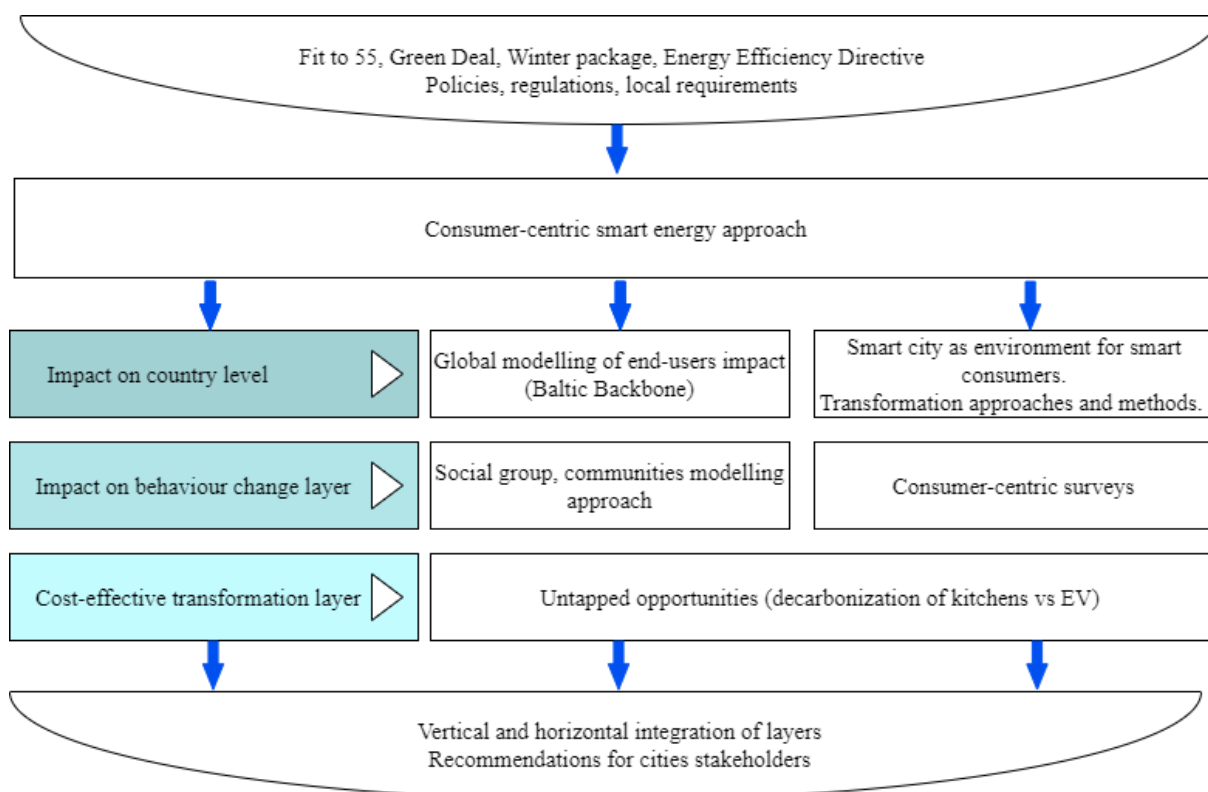 Fit to 55, Green Deal, Winter package, Energy Efficiency Directive
Policies, regulations, local requirements
Consumer-centric smart energy approach
Impact on country level
Global modelling of end-users impact
(Baltic Backbone)
Smart city as environment for smart
consumers.
Transformation approaches and methods.
Impact on behaviour change layer
Social group, communities modelling
approach
Consumer-centric surveys
Cost-effective transformation layer
Untapped opportunities (decarbonization of kitchens vs EV)
Vertical and horizontal integration of layers
Recommendations for cities stakeholders